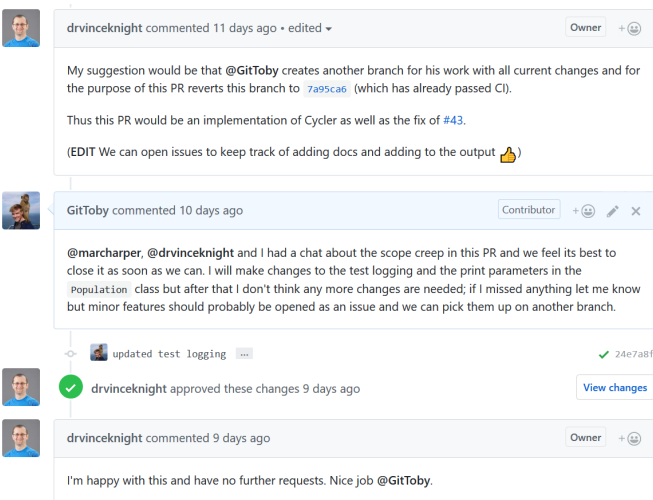 drvinceknight commented 11 days ago • edited
Owner
My suggestion would be that @GitToby creates another branch for his work with all current changes and for
the purpose of this PR reverts this branch to 7a95ca6 (which has already passed CI).
Thus this PR would be an implementation of Cycler as well as the fix of #43.
(EDIT We can open issues to keep track of adding docs and adding to the output 👍)
GitToby commented 10 days ago
Contributor
@marcharper, @drvinceknight and I had a chat about the scope creep in this PR and we feel its best to
close it as soon as we can. I will make changes to the test logging and the print parameters in the
Population class but after that I don't think any more changes are needed; if I missed anything let me know
but minor features should probably be opened as an issue and we can pick them up on another branch.
updated test logging …
24e7a8f
drvinceknight approved these changes 9 days ago
View changes
drvinceknight commented 9 days ago
Owner
I'm happy with this and have no further requests. Nice job @GitToby.